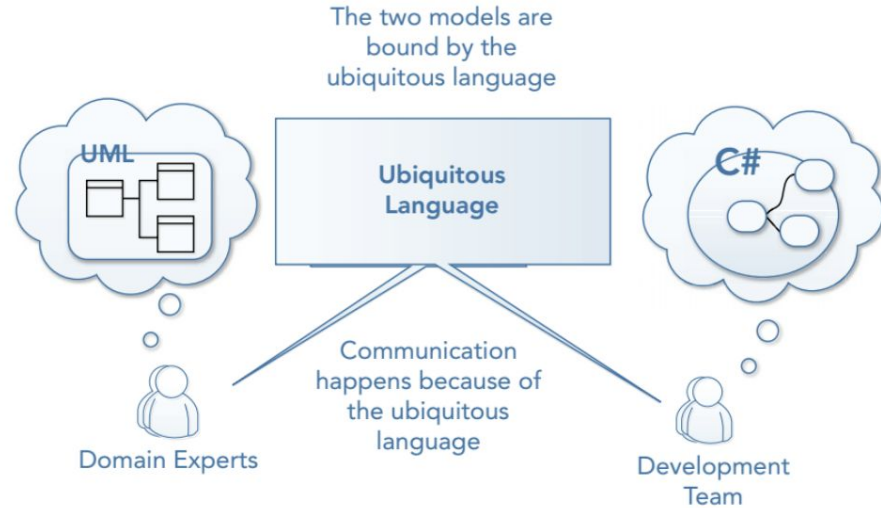 The two models are
bound by the
ubiquitous language
UML
Ubiquitous
Language
C#
Communication
happens because of
the ubiquitous
language
Domain Experts
Development
Team